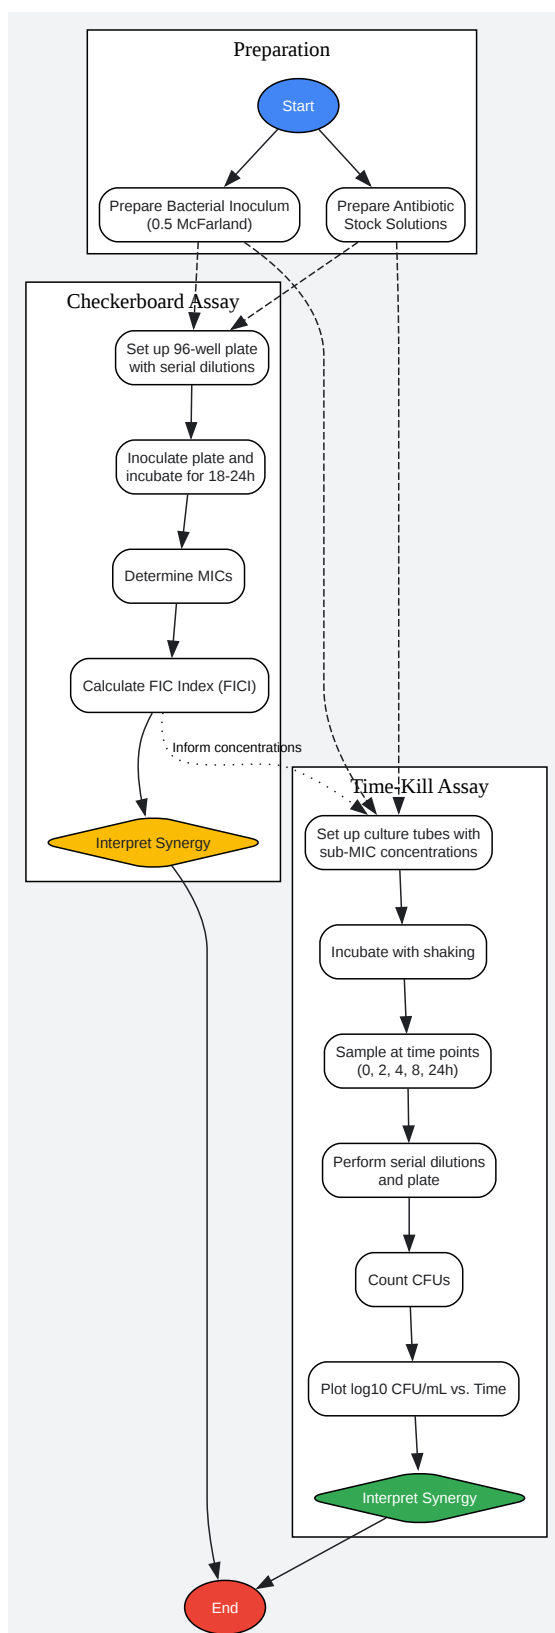 Preparation
Start
Prepare Bacterial Inoculum
(0.5 McFarland)
Prepare Antibiotic
Stock Solutions
Checkerboard Assay
Set up 96-well plate
with serial dilutions
Inoculate plate and
incubate for 18-24h
Determine MICs
Calculate FIC Index (FICI)
Inform concentrations
Interpret Synergy
Time-Kill Assay
Set up culture tubes with
sub-MIC concentrations
Incubate with shaking
Sample at time points
(0, 2, 4, 8, 24h)
Perform serial dilutions
and plate
Count CFUs
Plot log10 CFU/mL vs. Time
Interpret Synergy
End